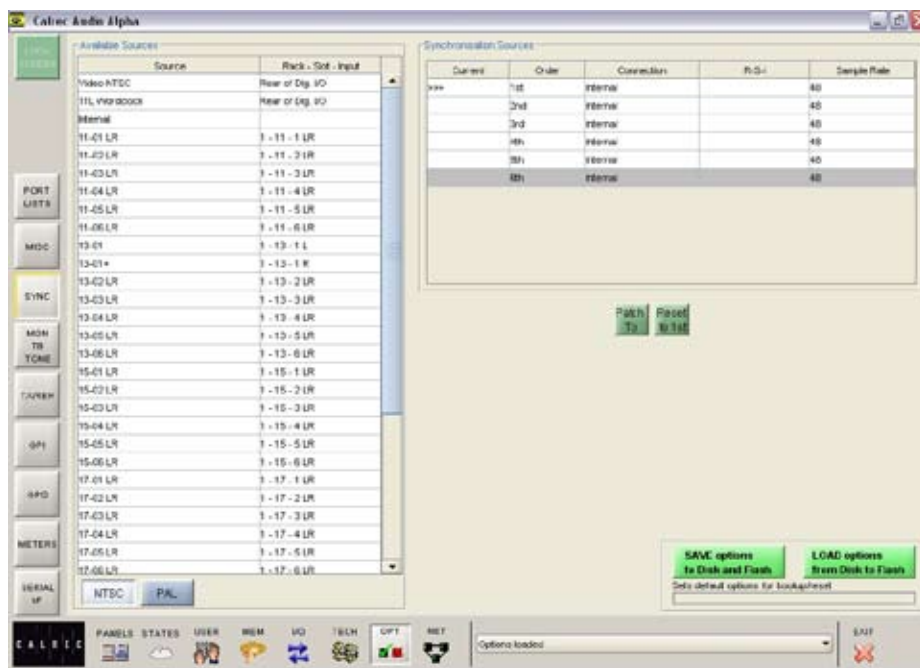 Calrec Audio Alpha
Available Sources
Source Rack - Slot - Input
Video NTSC Rear of Dig. I/O
TTL Wordclock Rear of Dig. I/O
Internal
11-01 LR 1 - 11 - 1 LR
11-02 LR 1 - 11 - 2 LR
11-03 LR 1 - 11 - 3 LR
11-04 LR 1 - 11 - 4 LR
11-05 LR 1 - 11 - 5 LR
11-06 LR 1 - 11 - 6 LR
13-01 1 - 13 - 1 L
13-01+ 1 - 13 - 1 R
13-02 LR 1 - 13 - 2 LR
13-03 LR 1 - 13 - 3 LR
13-04 LR 1 - 13 - 4 LR
13-05 LR 1 - 13 - 5 LR
13-06 LR 1 - 13 - 6 LR
15-01 LR 1 - 15 - 1 LR
15-02 LR 1 - 15 - 2 LR
15-03 LR 1 - 15 - 3 LR
15-04 LR 1 - 15 - 4 LR
15-05 LR 1 - 15 - 5 LR
15-06 LR 1 - 15 - 6 LR
17-01 LR 1 - 17 - 1 LR
17-02 LR 1 - 17 - 2 LR
17-03 LR 1 - 17 - 3 LR
17-04 LR 1 - 17 - 4 LR
17-05 LR 1 - 17 - 5 LR
17-06 LR 1 - 17 - 6 LR
NTSC PAL
Synchronisation Sources
Current Order Connection R-S-I Sample Rate
>>> 1st Internal 48
2nd Internal 48
3rd Internal 48
4th Internal 48
5th Internal 48
6th Internal 48
Patch To
Reset to 1st
SAVE options
to Disk and Flash
LOAD options
from Disk to Flash
Sets default options for bootup/reset
PORT
LISTS
MISC
SYNC
MON
TB
TONE
GPI
GPO
METERS
SERIAL
I/F
CALREC
PANELS STATES USER MEM I/O TECH OPT NET
Options loaded
EXIT